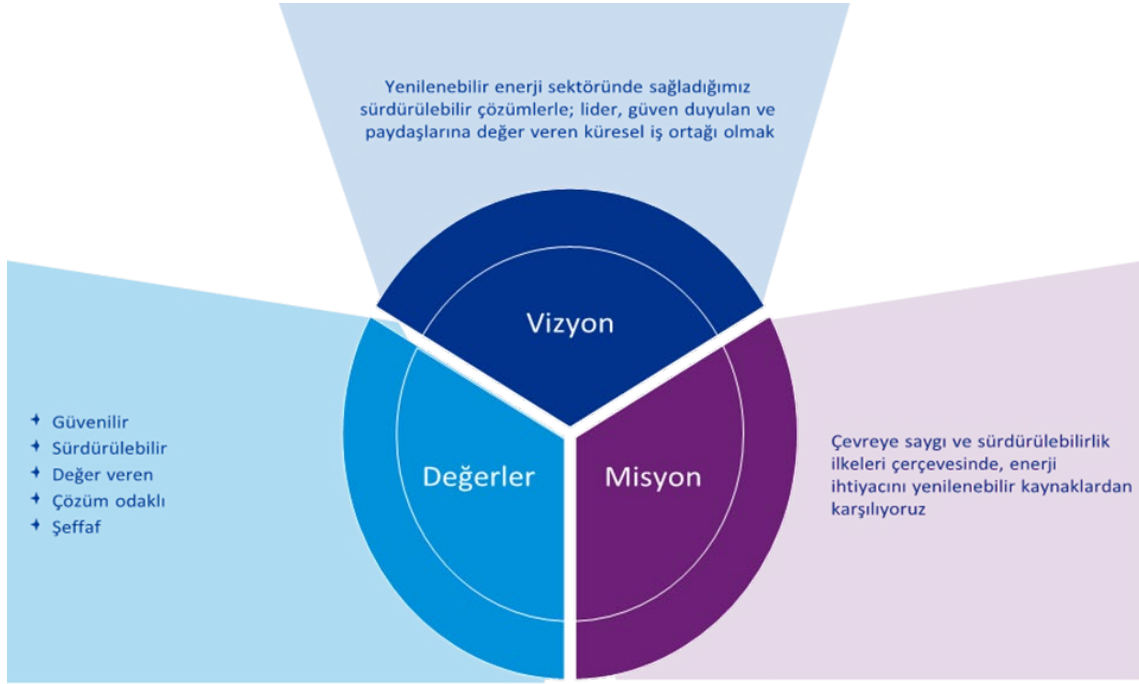 Yenilenebilir enerji sektöründe sağladığımız
sürdürülebilir çözümlerle; lider, güven duyulan ve
paydaşlarına değer veren küresel iş ortağı olmak
Vizyon
✦ Güvenilir
✦ Sürdürülebilir
✦ Değer veren
✦ Çözüm odaklı
✦ Şeffaf
Değerler
Misyon
Çevreye saygı ve sürdürülebilirlik
ilkeleri çerçevesinde, enerji
ihtiyacını yenilenebilir kaynaklardan
karşılıyoruz